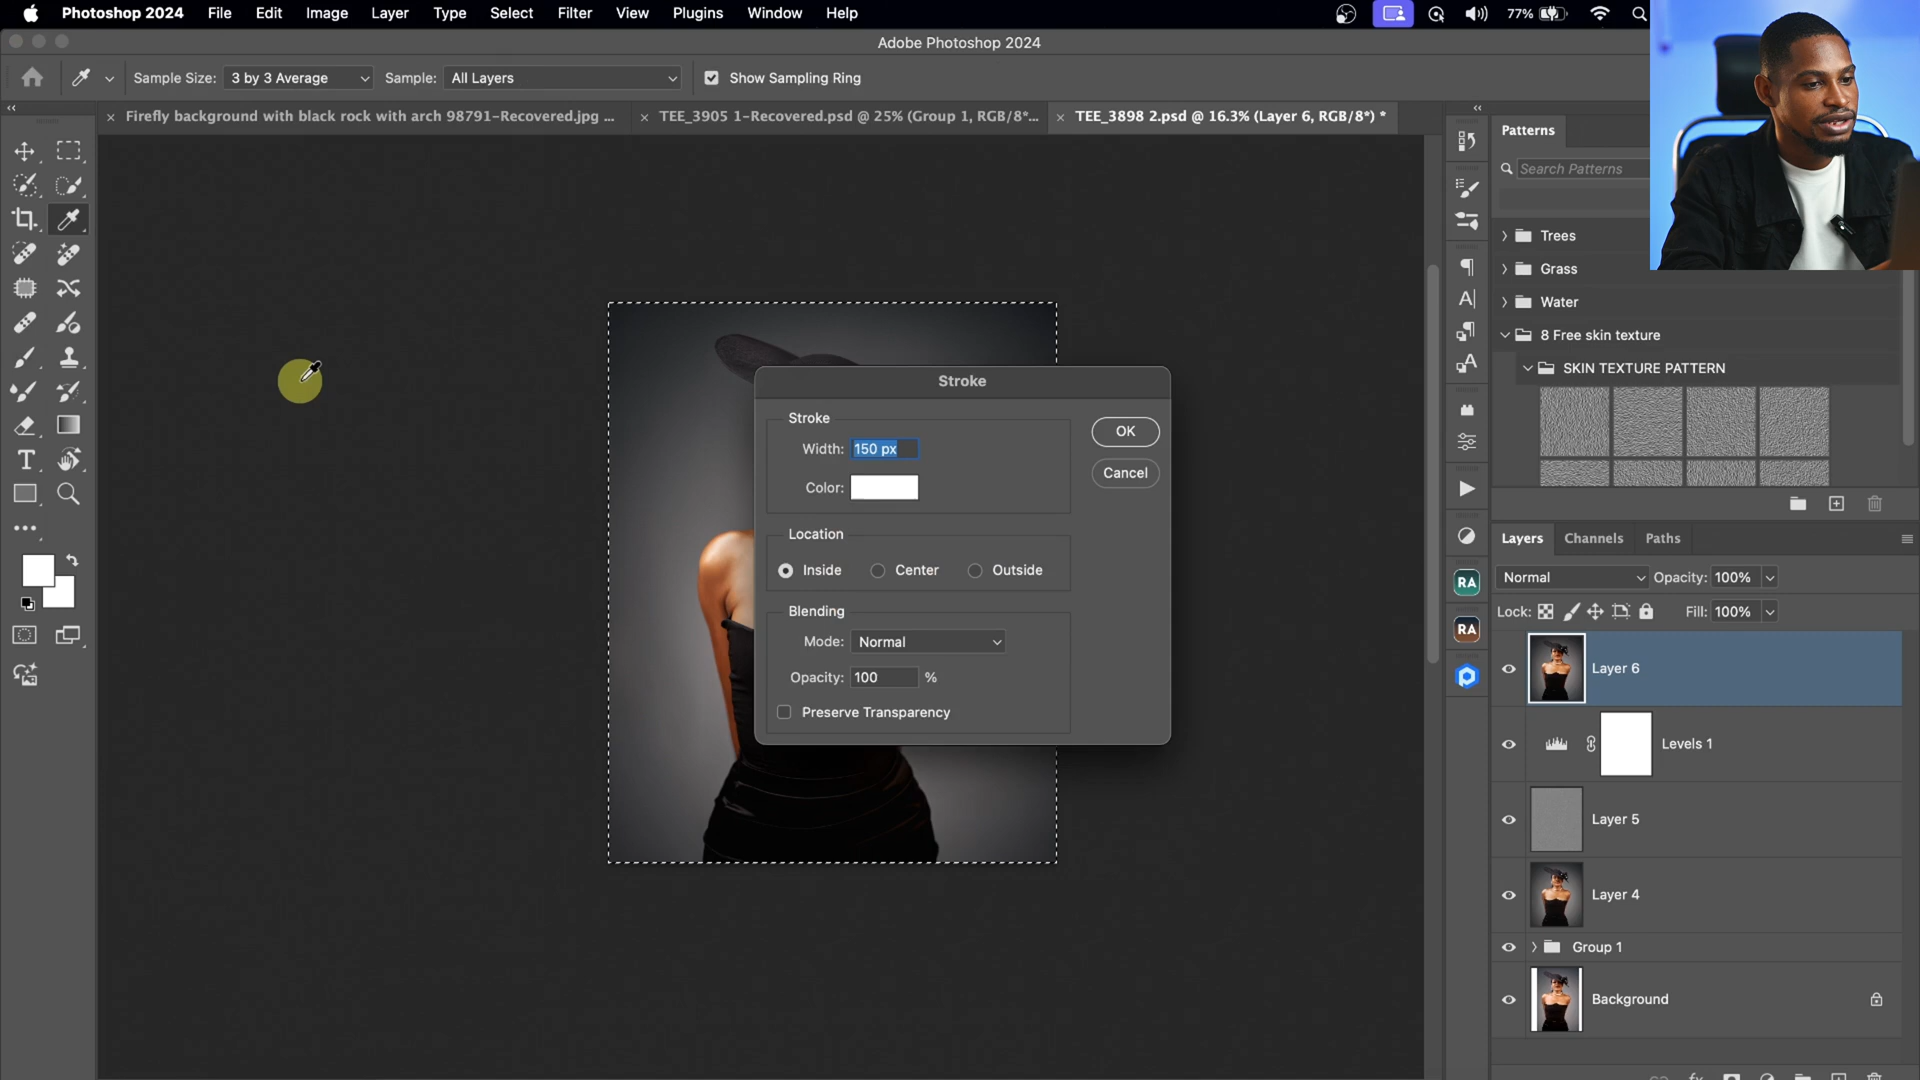 Photoshop 2024 File Edit Image Layer Type Select Filter View Plugins Window Help 77%
Adobe Photoshop 2024
Sample Size: 3 by 3 Average Sample: All Layers Show Sampling Ring
Firefly background with black rock with arch 98791-Recovered.jpg ... TEE_3905 1-Recovered.psd @ 25% (Group 1, RGB/8*... TEE_3898 2.psd @ 16.3% (Layer 6, RGB/8*) *
Patterns
Search Patterns
Trees
Grass
Water
8 Free skin texture
SKIN TEXTURE PATTERN
Stroke
Stroke
Width: 150 px
Color:
OK
Cancel
Location
Inside Center Outside
Blending
Mode: Normal
Opacity: 100 %
Preserve Transparency
Layers Channels Paths
Normal Opacity: 100%
Lock: Fill: 100%
RA
RA
Layer 6
Levels 1
Layer 5
Layer 4
Group 1
Background